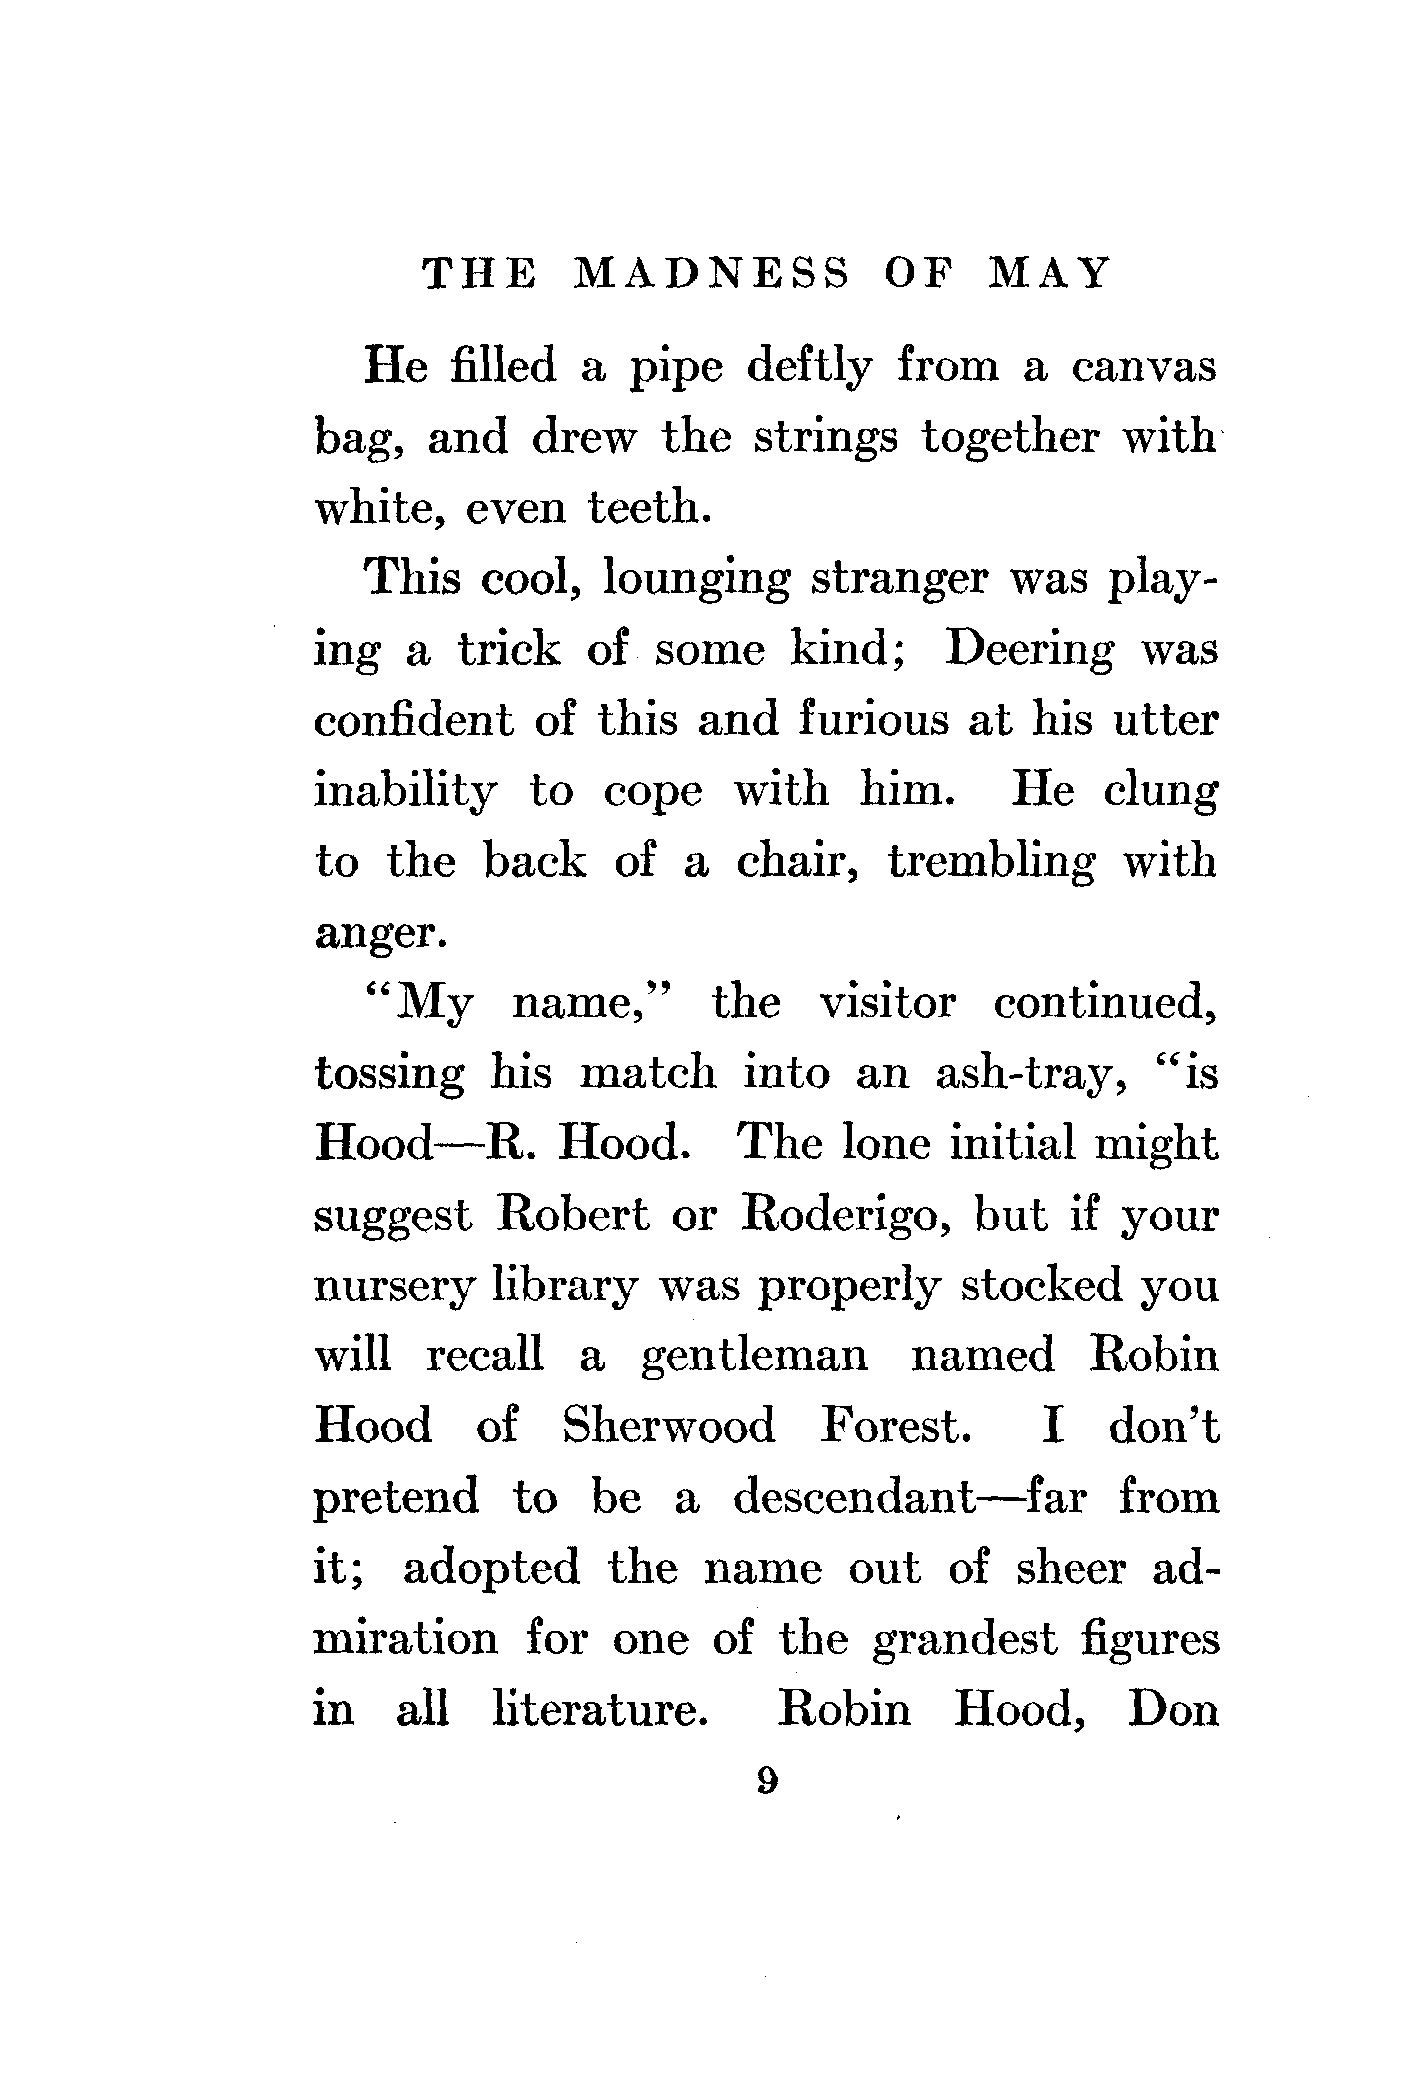 THE MADNESS OF MAY
He filled a pipe deftly from a canvas
bag, and drew the strings together with
white, even teeth.
This cool, lounging stranger was play-
ing a trick of some kind; Deering was
confident of this and furious at his utter
inability to cope with him. He clung
to the back of a chair, trembling with
anger.
“My name,” the visitor continued,
tossing his match into an ash-tray, “is
Hood—R. Hood. The lone initial might
suggest Robert or Roderigo, but if your
nursery library was properly stocked you
will recall a gentleman named Robin
Hood of Sherwood Forest. I don't
pretend to be a descendant—far from
it; adopted the name out of sheer ad-
miration for one of the grandest figures
in all literature. Robin Hood, Don
9